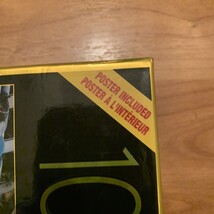 POSTER INCLUDED
POSTER À L'INTÉRIEUR
10